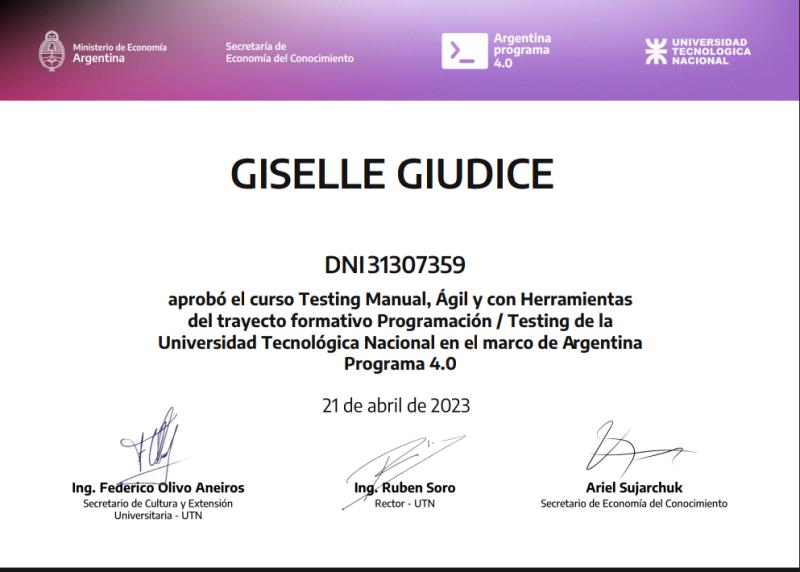 Ministerio de Economía
Argentina
Secretaría de
Economía del Conocimiento
Argentina
programa
4.0
UNIVERSIDAD
TECNOLÓGICA
NACIONAL
GISELLE GIUDICE
DNI 31307359
aprobó el curso Testing Manual, Ágil y con Herramientas
del trayecto formativo Programación / Testing de la
Universidad Tecnológica Nacional en el marco de Argentina
Programa 4.0
21 de abril de 2023
Ing. Federico Olivo Aneiros
Secretario de Cultura y Extensión
Universitaria - UTN
Ing. Ruben Soro
Rector - UTN
Ariel Sujarchuk
Secretario de Economía del Conocimiento